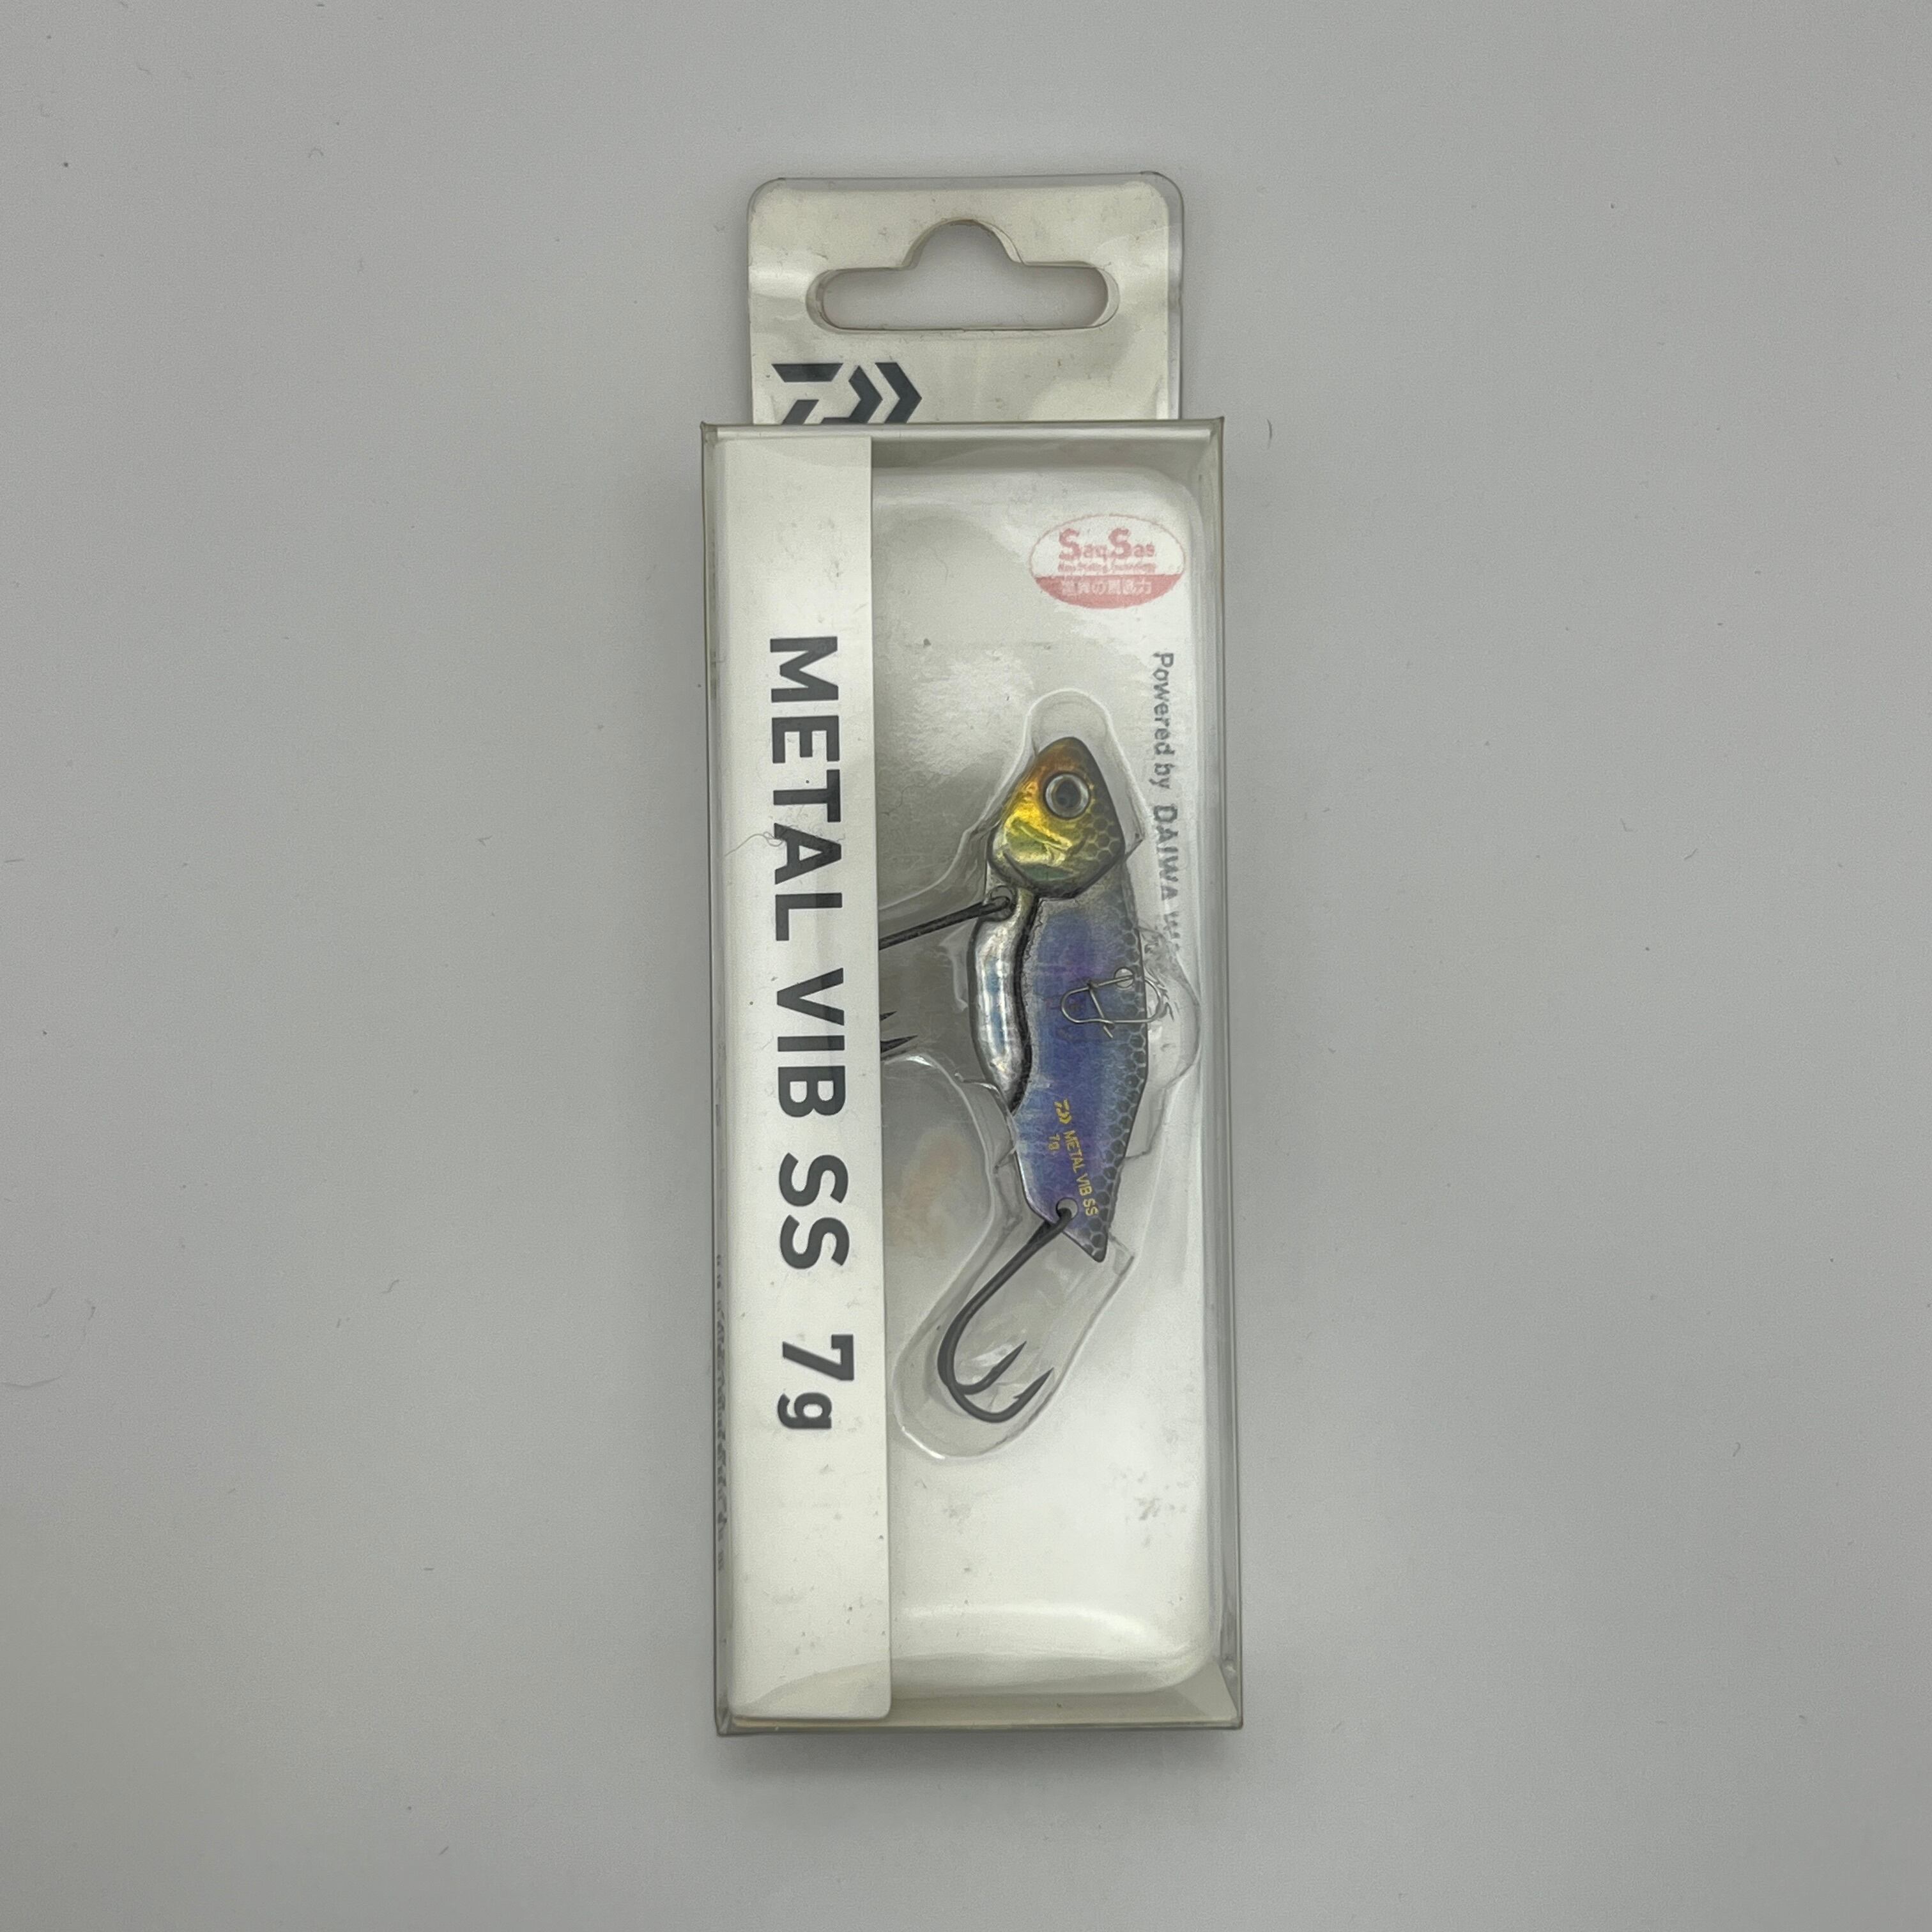 METAL VIB SS 7g
SaqSas
Powered by DAIWA
METAL VIB SS
7g